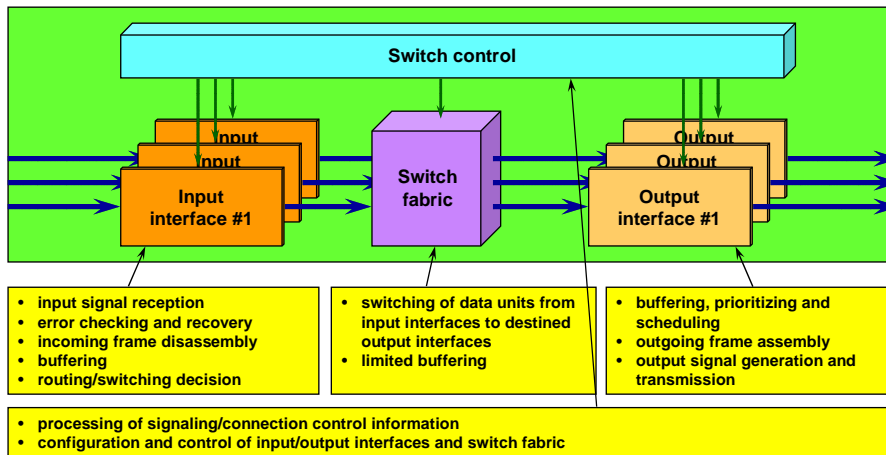 Switch control
Input
Input
Input
interface #1
Switch
fabric
Output
Output
Output
interface #1
• input signal reception
• error checking and recovery
• incoming frame disassembly
• buffering
• routing/switching decision
• switching of data units from
input interfaces to destined
output interfaces
• limited buffering
• buffering, prioritizing and
scheduling
• outgoing frame assembly
• output signal generation and
transmission
• processing of signaling/connection control information
• configuration and control of input/output interfaces and switch fabric